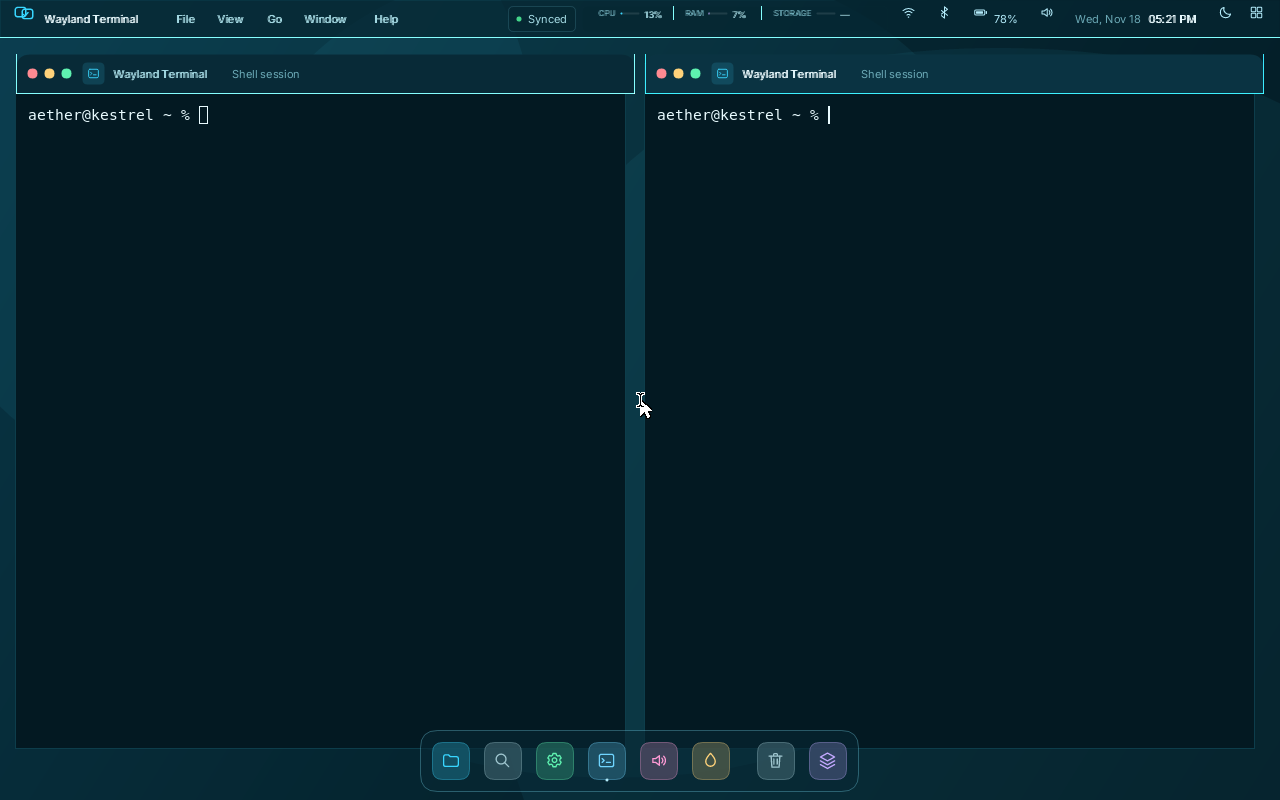 Wayland Terminal File View Go Window Help Synced CPU 13% RAM 7% STORAGE — 78% Wed, Nov 18 05:21 PM
Wayland Terminal Shell session
aether@kestrel ~ %
Wayland Terminal Shell session
aether@kestrel ~ %